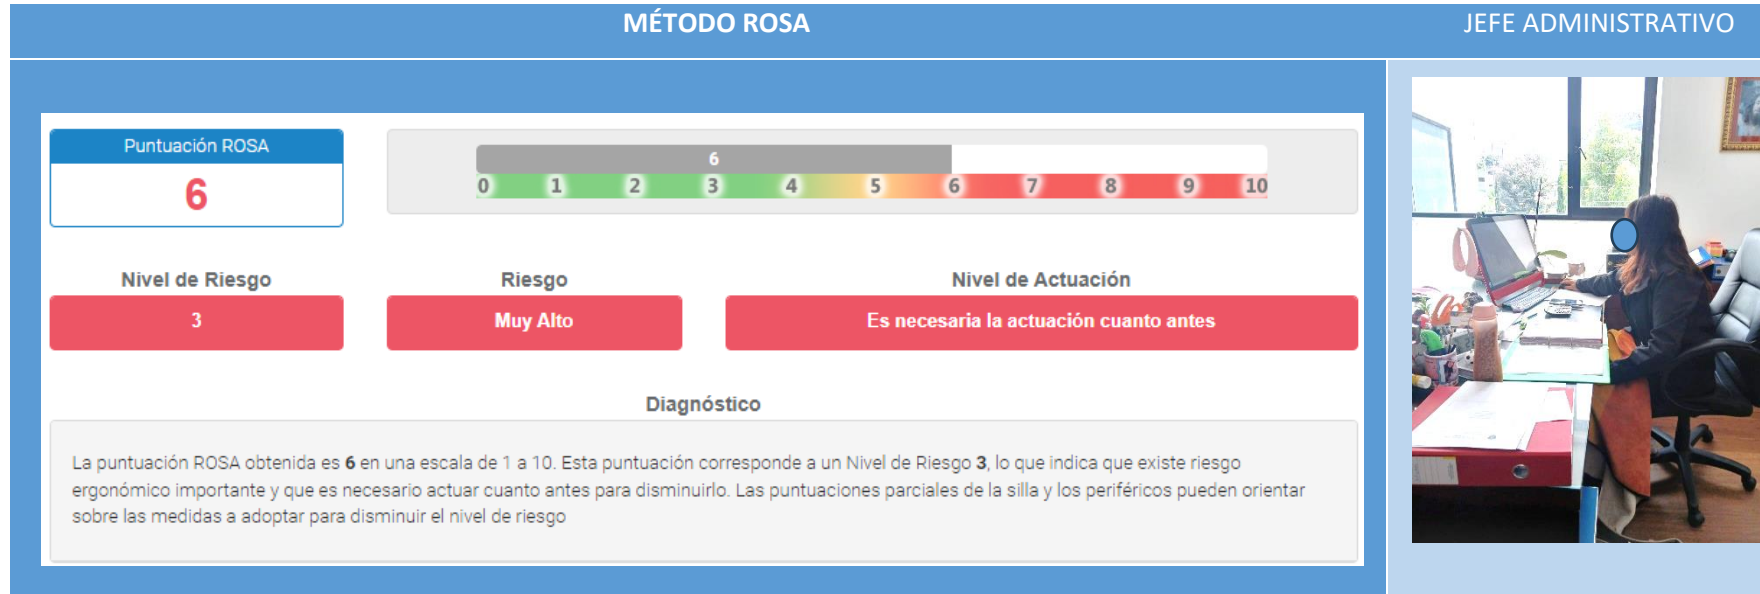 MÉTODO ROSA
JEFE ADMINISTRATIVO
Puntuación ROSA
6
6
0 1 2 3 4 5 6 7 8 9 10
Nivel de Riesgo
3
Riesgo
Muy Alto
Nivel de Actuación
Es necesaria la actuación cuanto antes
Diagnóstico
La puntuación ROSA obtenida es 6 en una escala de 1 a 10. Esta puntuación corresponde a un Nivel de Riesgo 3, lo que indica que existe riesgo
ergonómico importante y que es necesario actuar cuanto antes para disminuirlo. Las puntuaciones parciales de la silla y los periféricos pueden orientar
sobre las medidas a adoptar para disminuir el nivel de riesgo